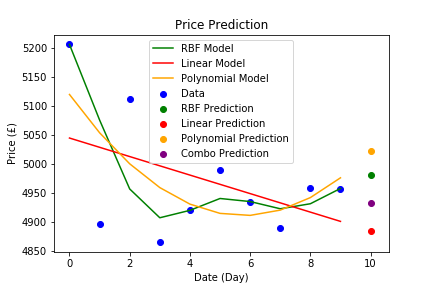 Price Prediction
5200
5150
5100
5050
5000
4950
4900
4850
Price (£)
RBF Model
Linear Model
Polynomial Model
Data
RBF Prediction
Linear Prediction
Polynomial Prediction
Combo Prediction
0 2 4 6 8 10
Date (Day)